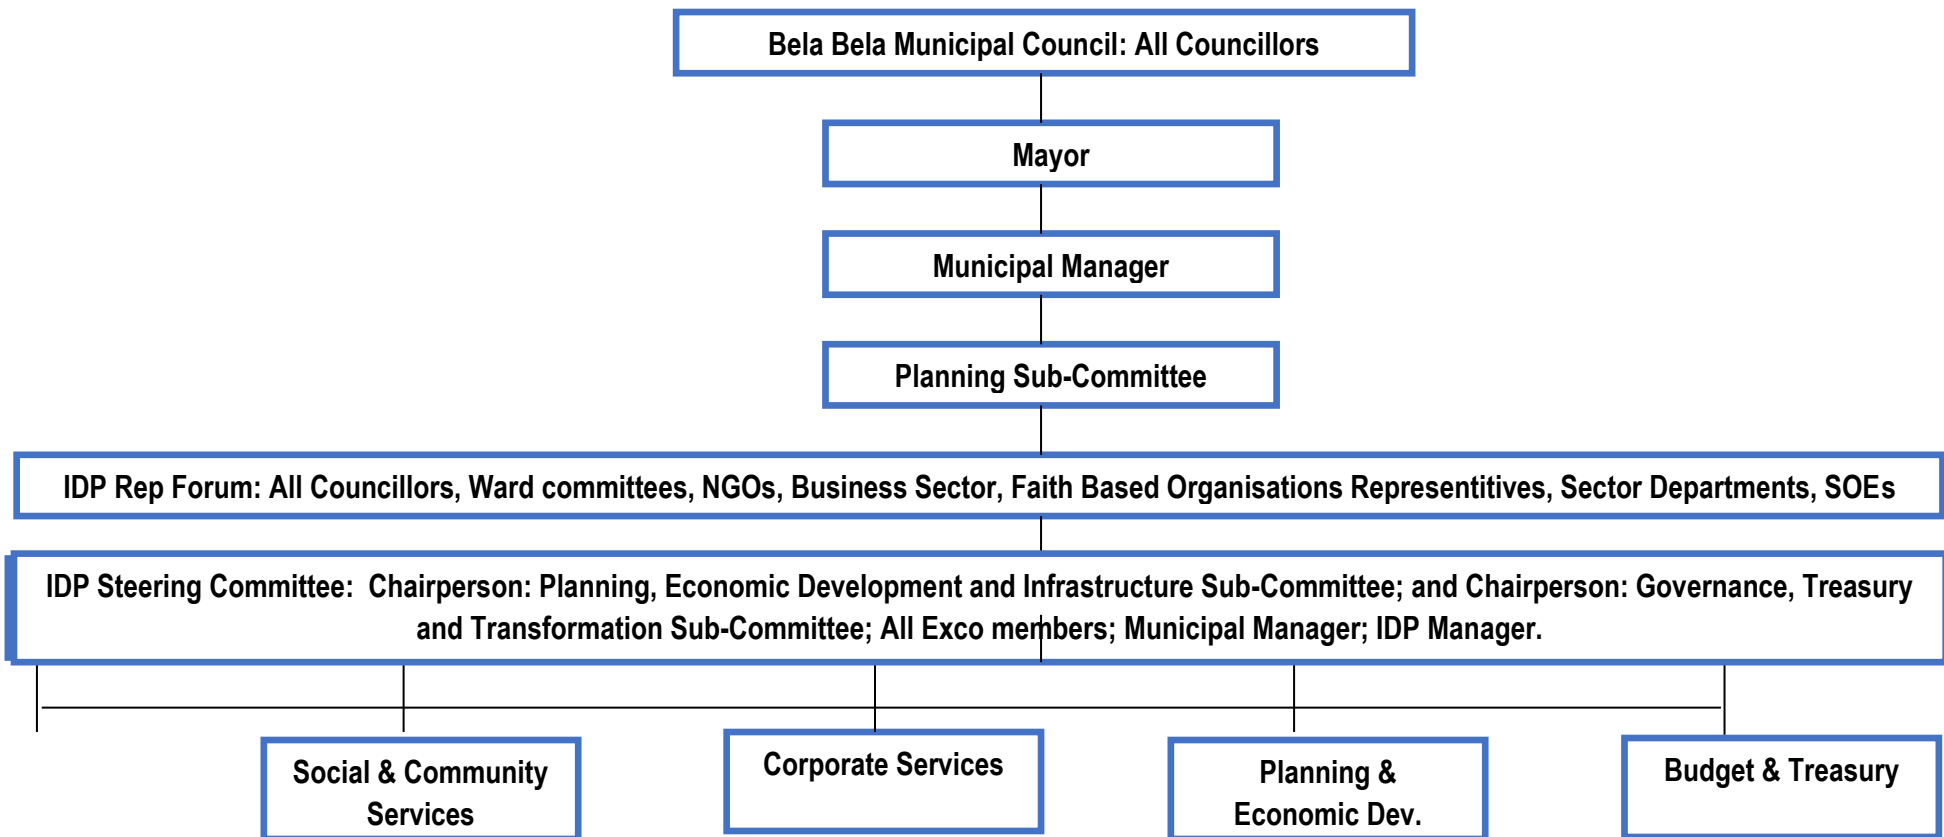 Bela Bela Municipal Council: All Councillors
Mayor
Municipal Manager
Planning Sub-Committee
IDP Rep Forum: All Councillors, Ward committees, NGOs, Business Sector, Faith Based Organisations Representitives, Sector Departments, SOEs
IDP Steering Committee: Chairperson: Planning, Economic Development and Infrastructure Sub-Committee; and Chairperson: Governance, Treasury
and Transformation Sub-Committee; All Exco members; Municipal Manager; IDP Manager.
Social & Community
Services
Corporate Services
Planning &
Economic Dev.
Budget & Treasury